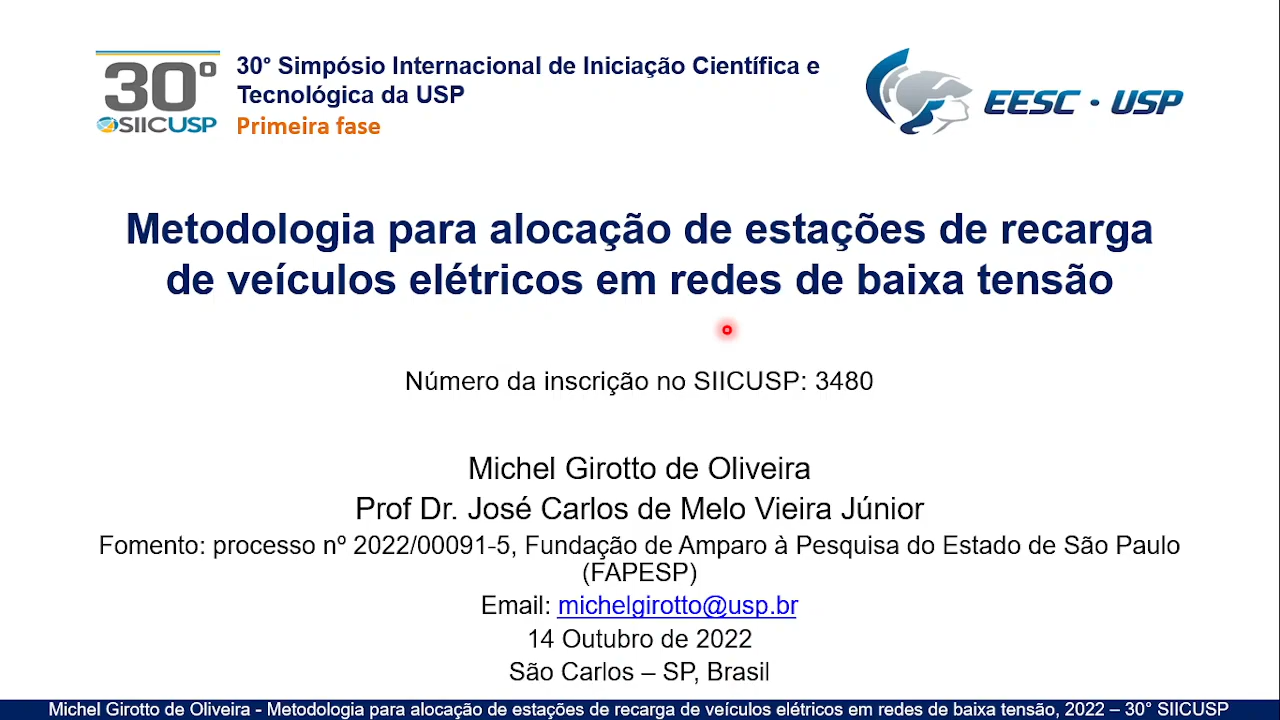 30º
SIICUSP
30° Simpósio Internacional de Iniciação Científica e
Tecnológica da USP
Primeira fase
EESC · USP
Metodologia para alocação de estações de recarga
de veículos elétricos em redes de baixa tensão
Número da inscrição no SIICUSP: 3480
Michel Girotto de Oliveira
Prof Dr. José Carlos de Melo Vieira Júnior
Fomento: processo nº 2022/00091-5, Fundação de Amparo à Pesquisa do Estado de São Paulo
(FAPESP)
Email: michelgirotto@usp.br
14 Outubro de 2022
São Carlos – SP, Brasil
Michel Girotto de Oliveira - Metodologia para alocação de estações de recarga de veículos elétricos em redes de baixa tensão, 2022 – 30° SIICUSP